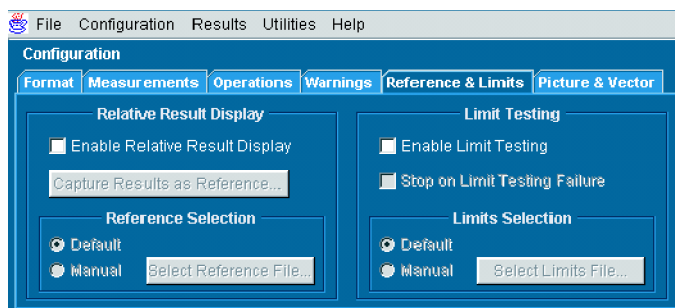 File Configuration Results Utilities Help
Configuration
Format Measurements Operations Warnings Reference & Limits Picture & Vector
Relative Result Display
Enable Relative Result Display
Capture Results as Reference...
Reference Selection
Default
Manual Select Reference File...
Limit Testing
Enable Limit Testing
Stop on Limit Testing Failure
Limits Selection
Default
Manual Select Limits File...